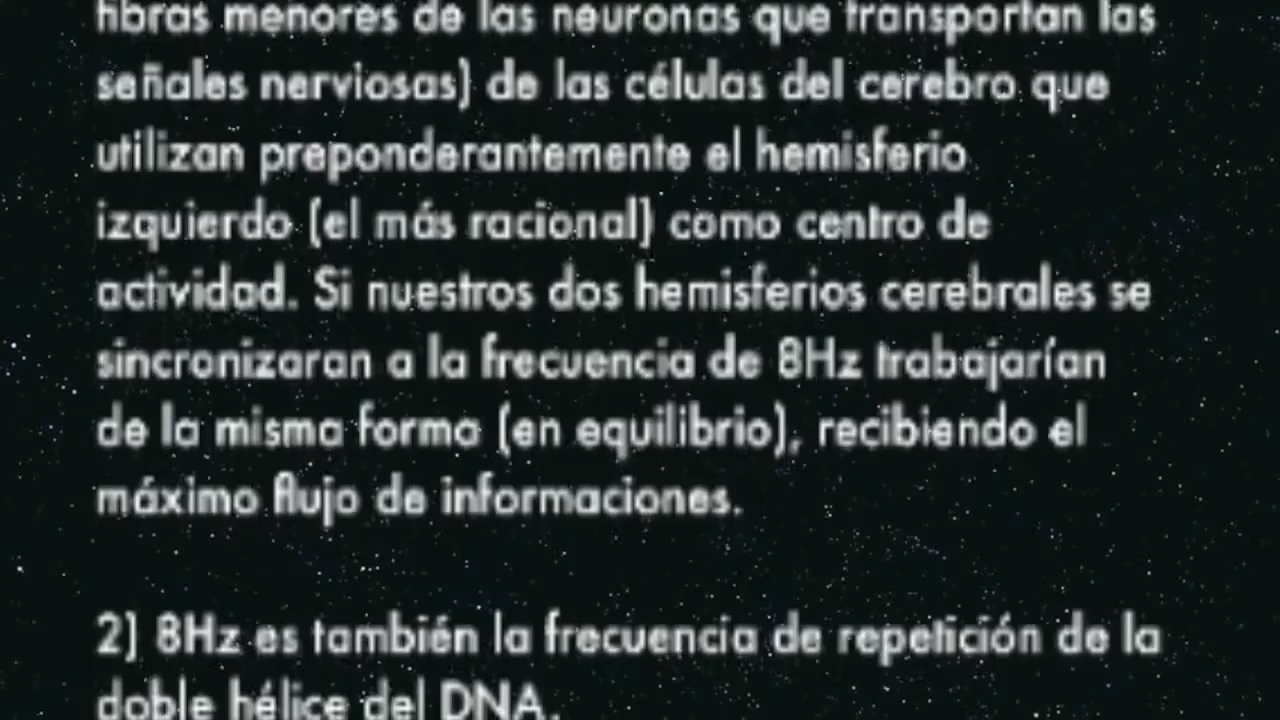 fibras menores de las neuronas que transportan las
señales nerviosas) de las células del cerebro que
utilizan preponderantemente el hemisferio
izquierdo (el más racional) como centro de
actividad. Si nuestros dos hemisferios cerebrales se
sincronizaran a la frecuencia de 8Hz trabajarían
de la misma forma (en equilibrio), recibiendo el
máximo flujo de informaciones.
2) 8Hz es también la frecuencia de repetición de la
doble hélice del DNA.